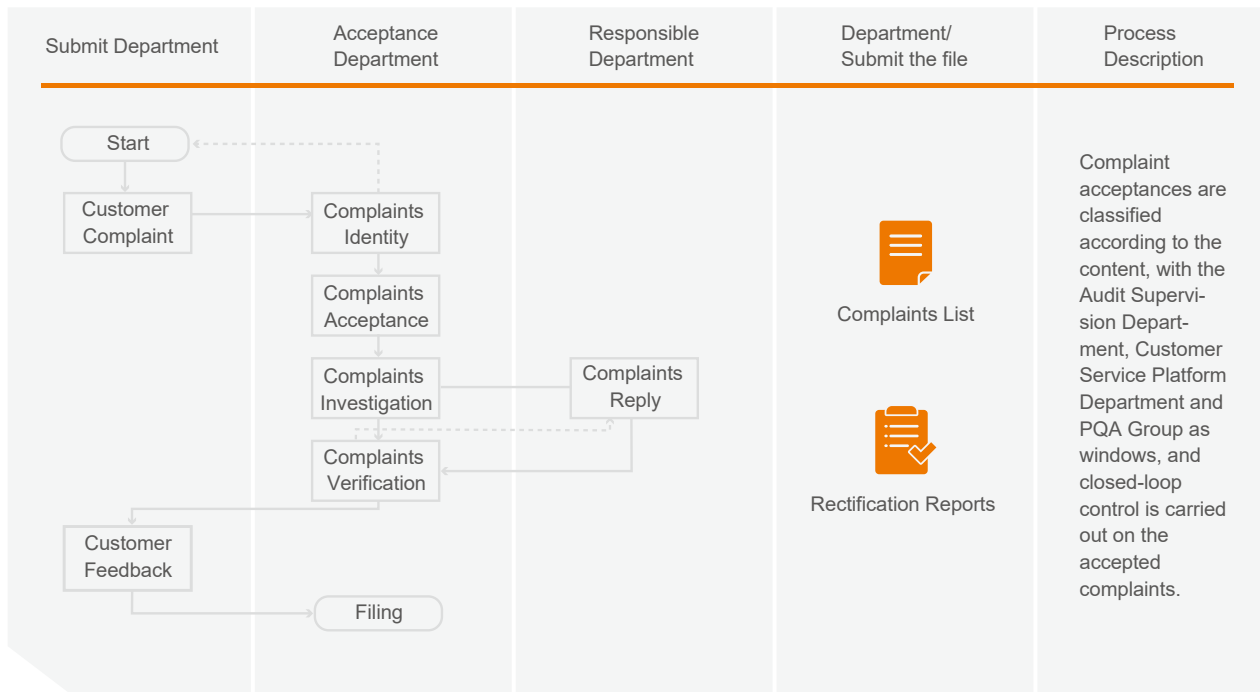 Submit Department
Acceptance
Department
Responsible
Department
Department/
Submit the file
Process
Description
Start
Customer
Complaint
Complaints
Identity
Complaints
Acceptance
Complaints
Investigation
Complaints
Reply
Complaints
Verification
Customer
Feedback
Filing
Complaints List
Rectification Reports
Complaint
acceptances are
classified
according to the
content, with the
Audit Supervi-
sion Depart-
ment, Customer
Service Platform
Department and
PQA Group as
windows, and
closed-loop
control is carried
out on the
accepted
complaints.